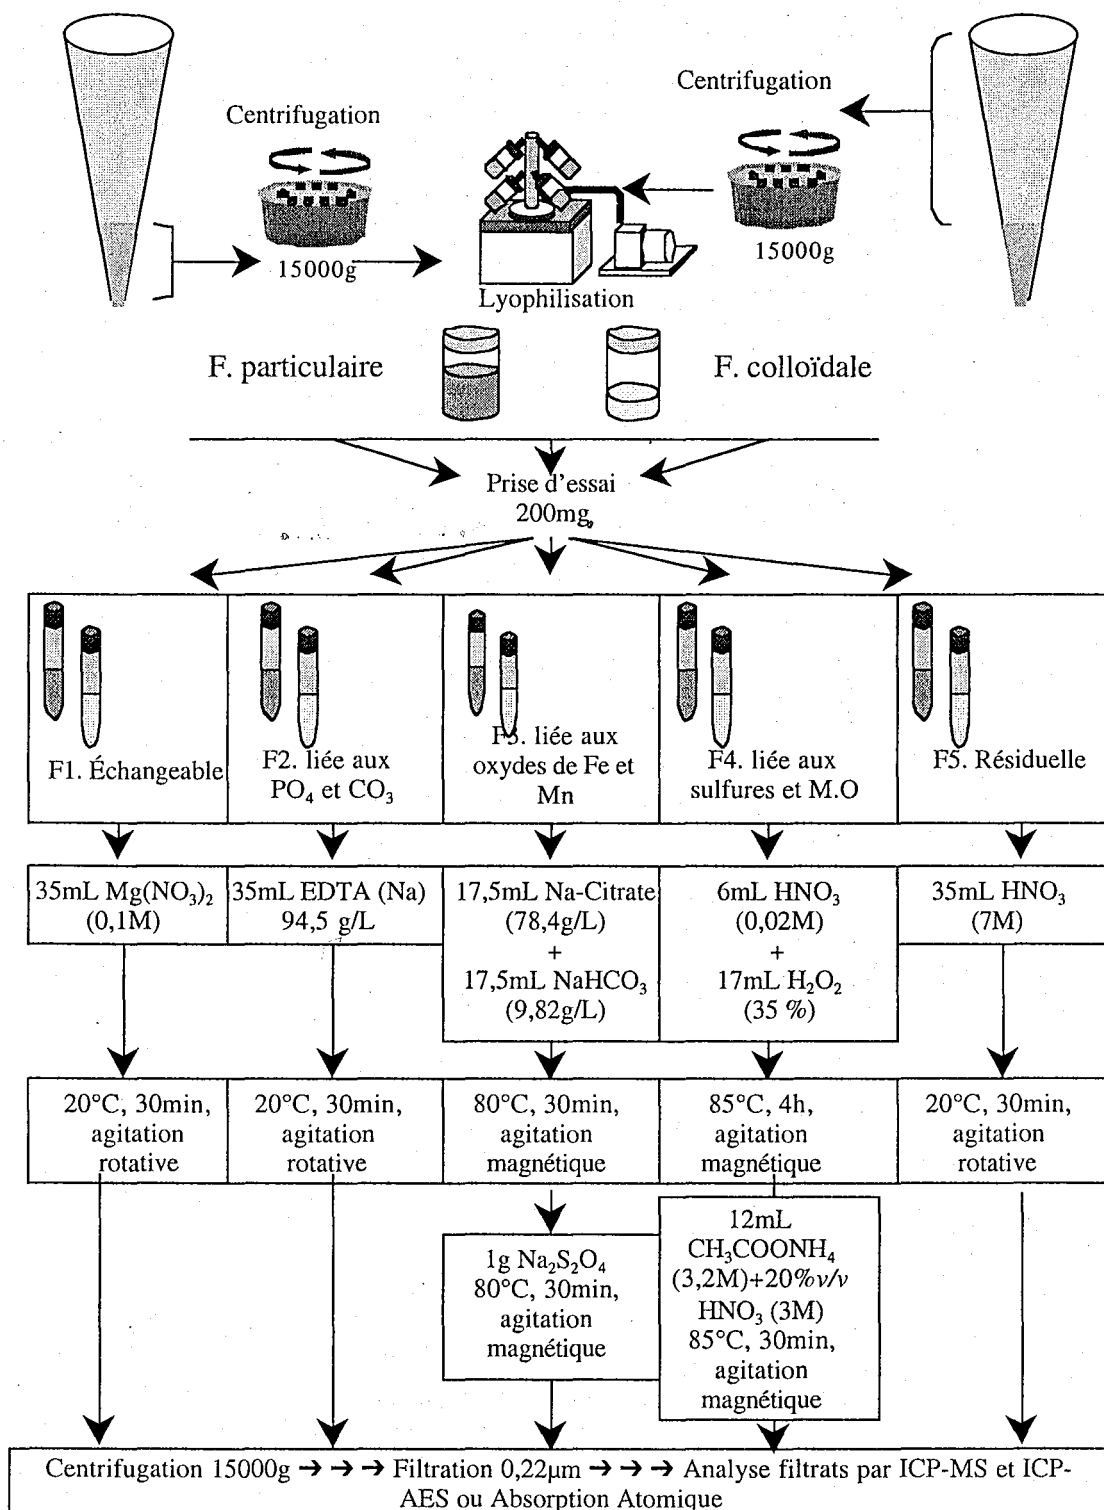 Centrifugation
Centrifugation
15000g
15000g
Lyophilisation
F. particulaire
F. colloïdale
Prise d'essai
200mg
F1. Échangeable
F2. liée aux
PO₄ et CO₃
F3. liée aux
oxydes de Fe et
Mn
F4. liée aux
sulfures et M.O
F5. Résiduelle
35mL Mg(NO₃)₂
(0,1M)
35mL EDTA (Na)
94,5 g/L
17,5mL Na-Citrate
(78,4g/L)
+
17,5mL NaHCO₃
(9,82g/L)
6mL HNO₃
(0,02M)
+
17mL H₂O₂
(35 %)
35mL HNO₃
(7M)
20°C, 30min,
agitation
rotative
20°C, 30min,
agitation
rotative
80°C, 30min,
agitation
magnétique
85°C, 4h,
agitation
magnétique
20°C, 30min,
agitation
rotative
1g Na₂S₂O₄
80°C, 30min,
agitation
magnétique
12mL
CH₃COONH₄
(3,2M)+20%v/v
HNO₃ (3M)
85°C, 30min,
agitation
magnétique
Centrifugation 15000g → → → Filtration 0,22µm → → → Analyse filtrats par ICP-MS et ICP-
AES ou Absorption Atomique